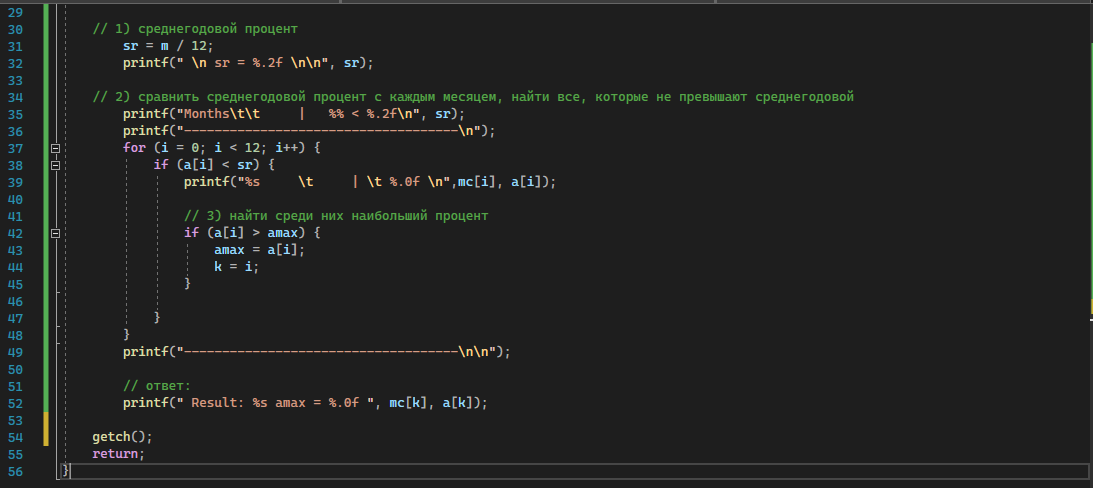 29
30 // 1) среднегодовой процент
31 sr = m / 12;
32 printf(" \n sr = %.2f \n\n", sr);
33
34 // 2) сравнить среднегодовой процент с каждым месяцем, найти все, которые не превышают среднегодовой
35 printf("Months\t\t     |   %% < %.2f\n", sr);
36 printf("------------------------------------\n");
37 for (i = 0; i < 12; i++) {
38 if (a[i] < sr) {
39 printf("%s     \t     | \t %.0f \n",mc[i], a[i]);
40
41 // 3) найти среди них наибольший процент
42 if (a[i] > amax) {
43 amax = a[i];
44 k = i;
45 }
46
47 }
48 }
49 printf("------------------------------------\n\n");
50
51 // ответ:
52 printf(" Result: %s amax = %.0f ", mc[k], a[k]);
53
54 getch();
55 return;
56 }